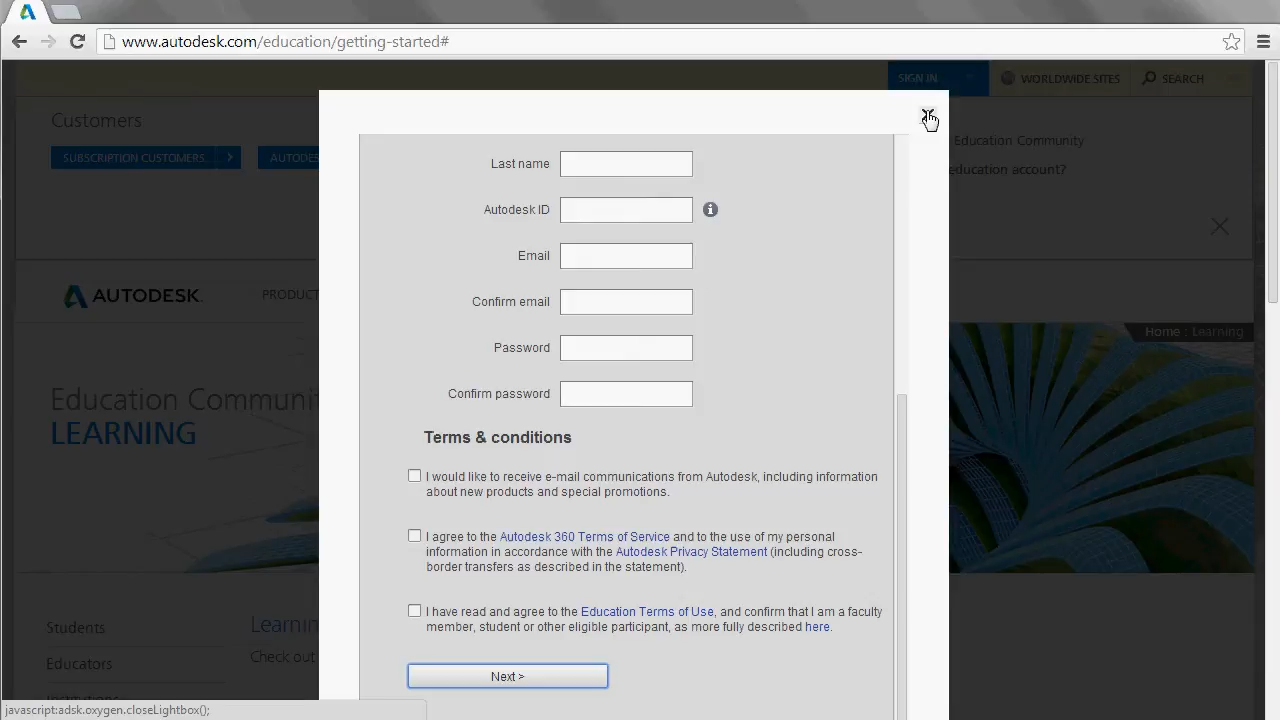 www.autodesk.com/education/getting-started#
SIGN IN
WORLDWIDE SITES
SEARCH
Customers
SUBSCRIPTION CUSTOMERS
AUTODES
Education Community
education account?
AUTODESK
PRODUCT
Home : Learning
Education Communit
LEARNING
Students
Educators
Institutions
Learnin
Check out
Last name
Autodesk ID
Email
Confirm email
Password
Confirm password
Terms & conditions
I would like to receive e-mail communications from Autodesk, including information
about new products and special promotions.
I agree to the Autodesk 360 Terms of Service and to the use of my personal
information in accordance with the Autodesk Privacy Statement (including cross-
border transfers as described in the statement).
I have read and agree to the Education Terms of Use, and confirm that I am a faculty
member, student or other eligible participant, as more fully described here.
Next >
javascript:adsk.oxygen.closeLightbox();